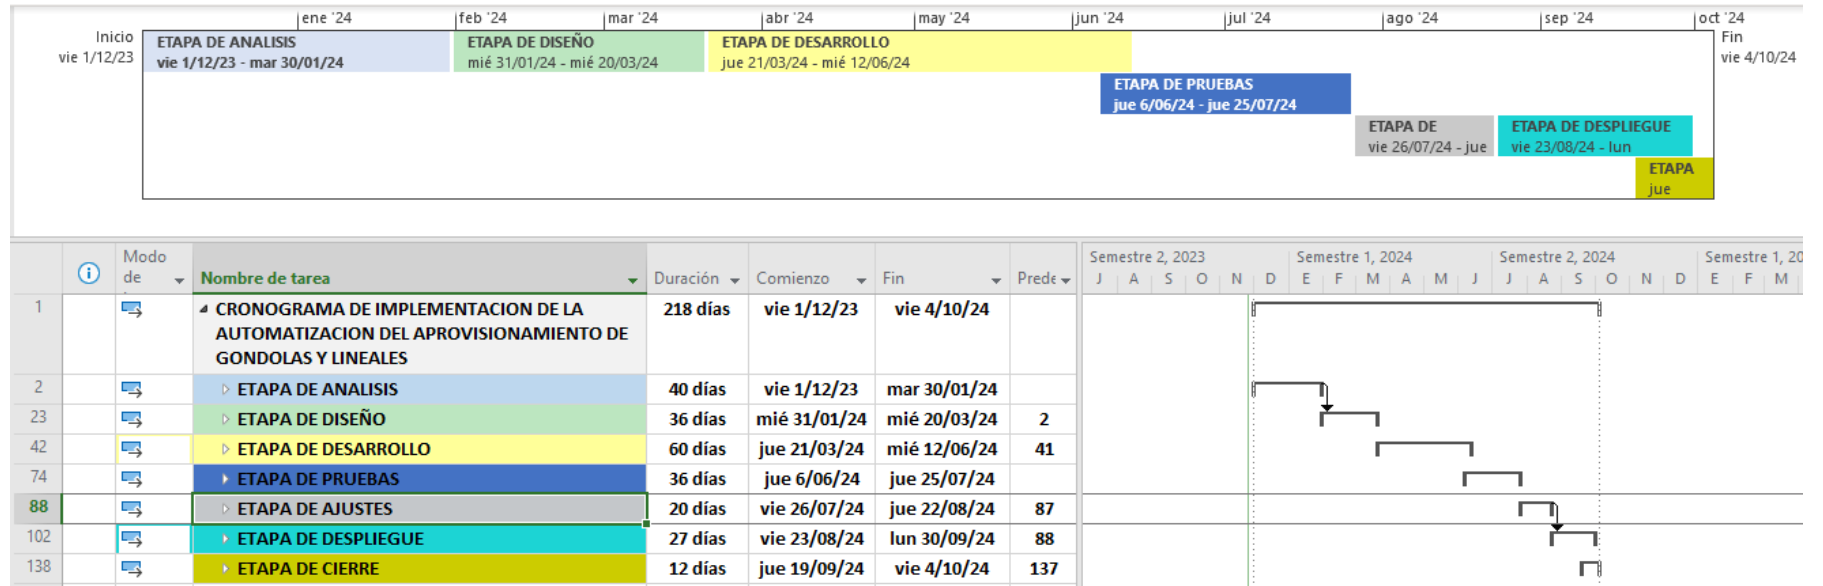 ene '24 feb '24 mar '24 abr '24 may '24 jun '24 jul '24 ago '24 sep '24 oct '24
Inicio
vie 1/12/23
ETAPA DE ANALISIS
vie 1/12/23 - mar 30/01/24
ETAPA DE DISEÑO
mié 31/01/24 - mié 20/03/24
ETAPA DE DESARROLLO
jue 21/03/24 - mié 12/06/24
Fin
vie 4/10/24
ETAPA DE PRUEBAS
jue 6/06/24 - jue 25/07/24
ETAPA DE
vie 26/07/24 - jue
ETAPA DE DESPLIEGUE
vie 23/08/24 - lun
ETAPA
jue
Modo
de
Nombre de tarea Duración Comienzo Fin Prede
Semestre 2, 2023 Semestre 1, 2024 Semestre 2, 2024 Semestre 1, 20
J A S O N D E F M A M J J A S O N D E F M
1 CRONOGRAMA DE IMPLEMENTACION DE LA 218 días vie 1/12/23 vie 4/10/24
AUTOMATIZACION DEL APROVISIONAMIENTO DE
GONDOLAS Y LINEALES
2 ETAPA DE ANALISIS 40 días vie 1/12/23 mar 30/01/24
23 ETAPA DE DISEÑO 36 días mié 31/01/24 mié 20/03/24 2
42 ETAPA DE DESARROLLO 60 días jue 21/03/24 mié 12/06/24 41
74 ETAPA DE PRUEBAS 36 días jue 6/06/24 jue 25/07/24
88 ETAPA DE AJUSTES 20 días vie 26/07/24 jue 22/08/24 87
102 ETAPA DE DESPLIEGUE 27 días vie 23/08/24 lun 30/09/24 88
138 ETAPA DE CIERRE 12 días jue 19/09/24 vie 4/10/24 137